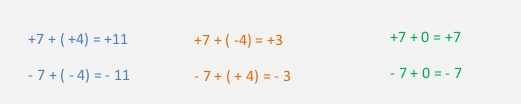 +7 + ( +4) = +11
- 7 + ( - 4) = - 11
+7 + ( -4) = +3
- 7 + ( + 4) = - 3
+7 + 0 = +7
- 7 + 0 = - 7